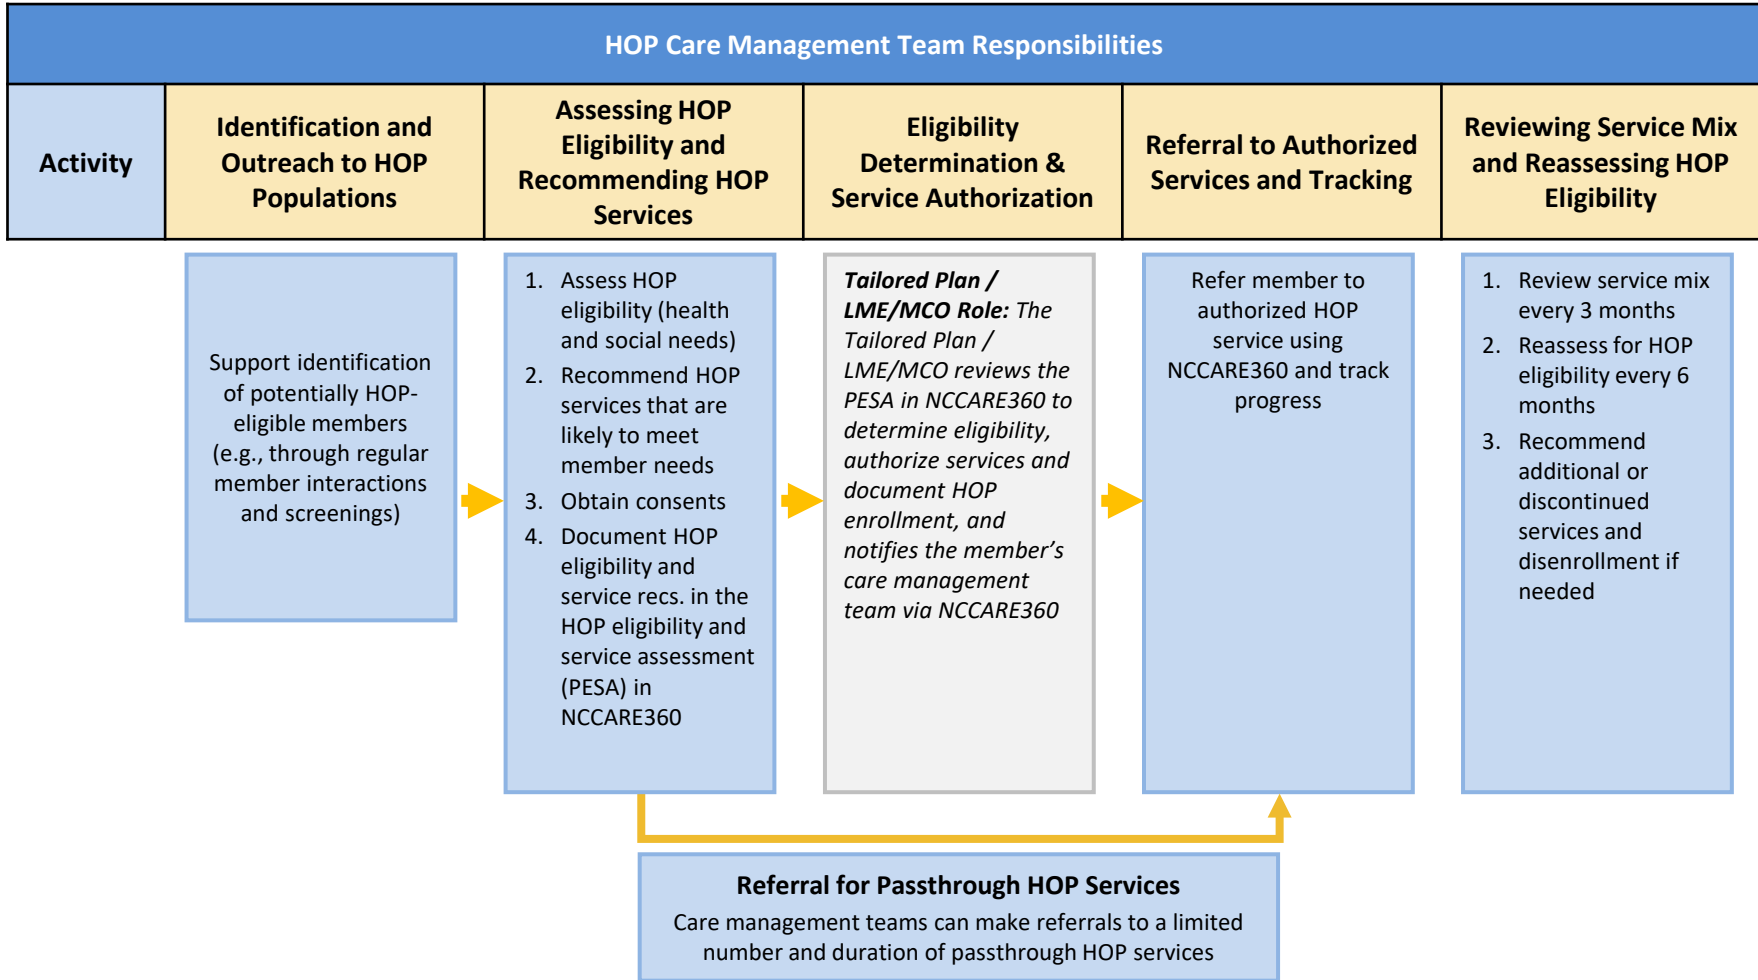 HOP Care Management Team Responsibilities
Activity
Identification and
Outreach to HOP
Populations
Assessing HOP
Eligibility and
Recommending HOP
Services
Eligibility
Determination &
Service Authorization
Referral to Authorized
Services and Tracking
Reviewing Service Mix
and Reassessing HOP
Eligibility
Support identification
of potentially HOP-
eligible members
(e.g., through regular
member interactions
and screenings)
1. Assess HOP
eligibility (health
and social needs)
2. Recommend HOP
services that are
likely to meet
member needs
3. Obtain consents
4. Document HOP
eligibility and
service recs. in the
HOP eligibility and
service assessment
(PESA) in
NCCARE360
Tailored Plan /
LME/MCO Role: The
Tailored Plan /
LME/MCO reviews the
PESA in NCCARE360 to
determine eligibility,
authorize services and
document HOP
enrollment, and
notifies the member’s
care management
team via NCCARE360
Refer member to
authorized HOP
service using
NCCARE360 and track
progress
1. Review service mix
every 3 months
2. Reassess for HOP
eligibility every 6
months
3. Recommend
additional or
discontinued
services and
disenrollment if
needed
Referral for Passthrough HOP Services
Care management teams can make referrals to a limited
number and duration of passthrough HOP services